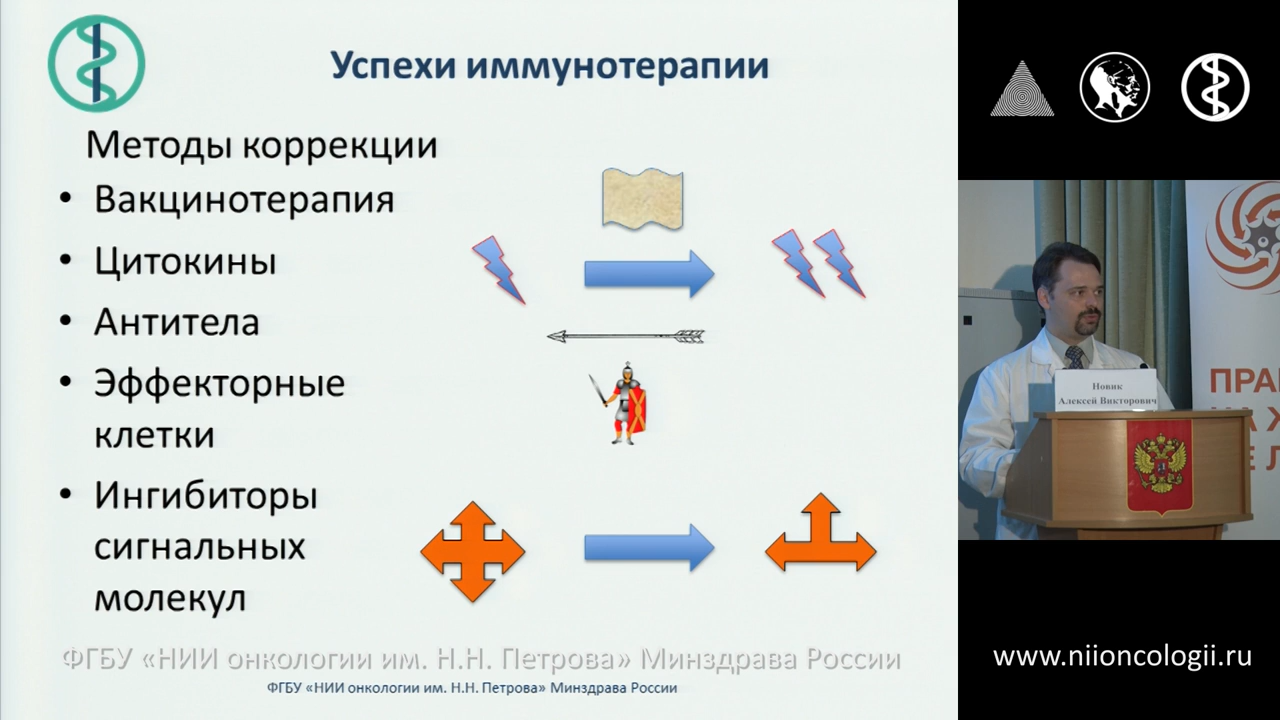 Успехи иммунотерапии
Методы коррекции
• Вакцинотерапия
• Цитокины
• Антитела
• Эффекторные
клетки
• Ингибиторы
сигнальных
молекул
ФГБУ «НИИ онкологии им. Н.Н. Петрова» Минздрава России
ФГБУ «НИИ онкологии им. Н.Н. Петрова» Минздрава России
Новик
Алексей Викторович
ПРА
www.niioncologii.ru